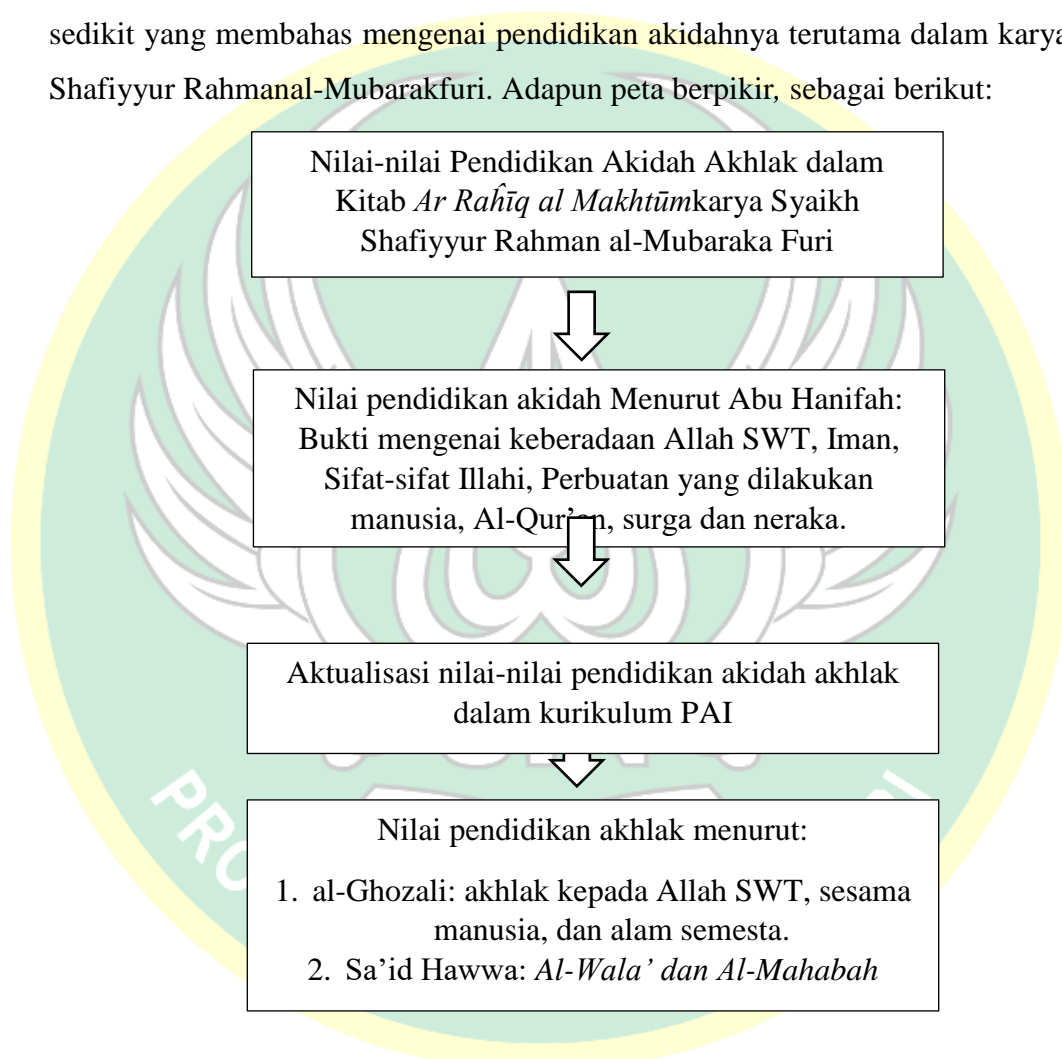 sedikit yang membahas mengenai pendidikan akidahnya terutama dalam karya
Shafiyyur Rahmanal-Mubarakfuri. Adapun peta berpikir, sebagai berikut:
Nilai-nilai Pendidikan Akidah Akhlak dalam
Kitab Ar Raĥīq al Makhtūmkarya Syaikh
Shafiyyur Rahman al-Mubaraka Furi
Nilai pendidikan akidah Menurut Abu Hanifah:
Bukti mengenai keberadaan Allah SWT, Iman,
Sifat-sifat Illahi, Perbuatan yang dilakukan
manusia, Al-Qur’an, surga dan neraka.
Aktualisasi nilai-nilai pendidikan akidah akhlak
dalam kurikulum PAI
Nilai pendidikan akhlak menurut:
1. al-Ghozali: akhlak kepada Allah SWT, sesama
manusia, dan alam semesta.
2. Sa’id Hawwa: Al-Wala’ dan Al-Mahabah